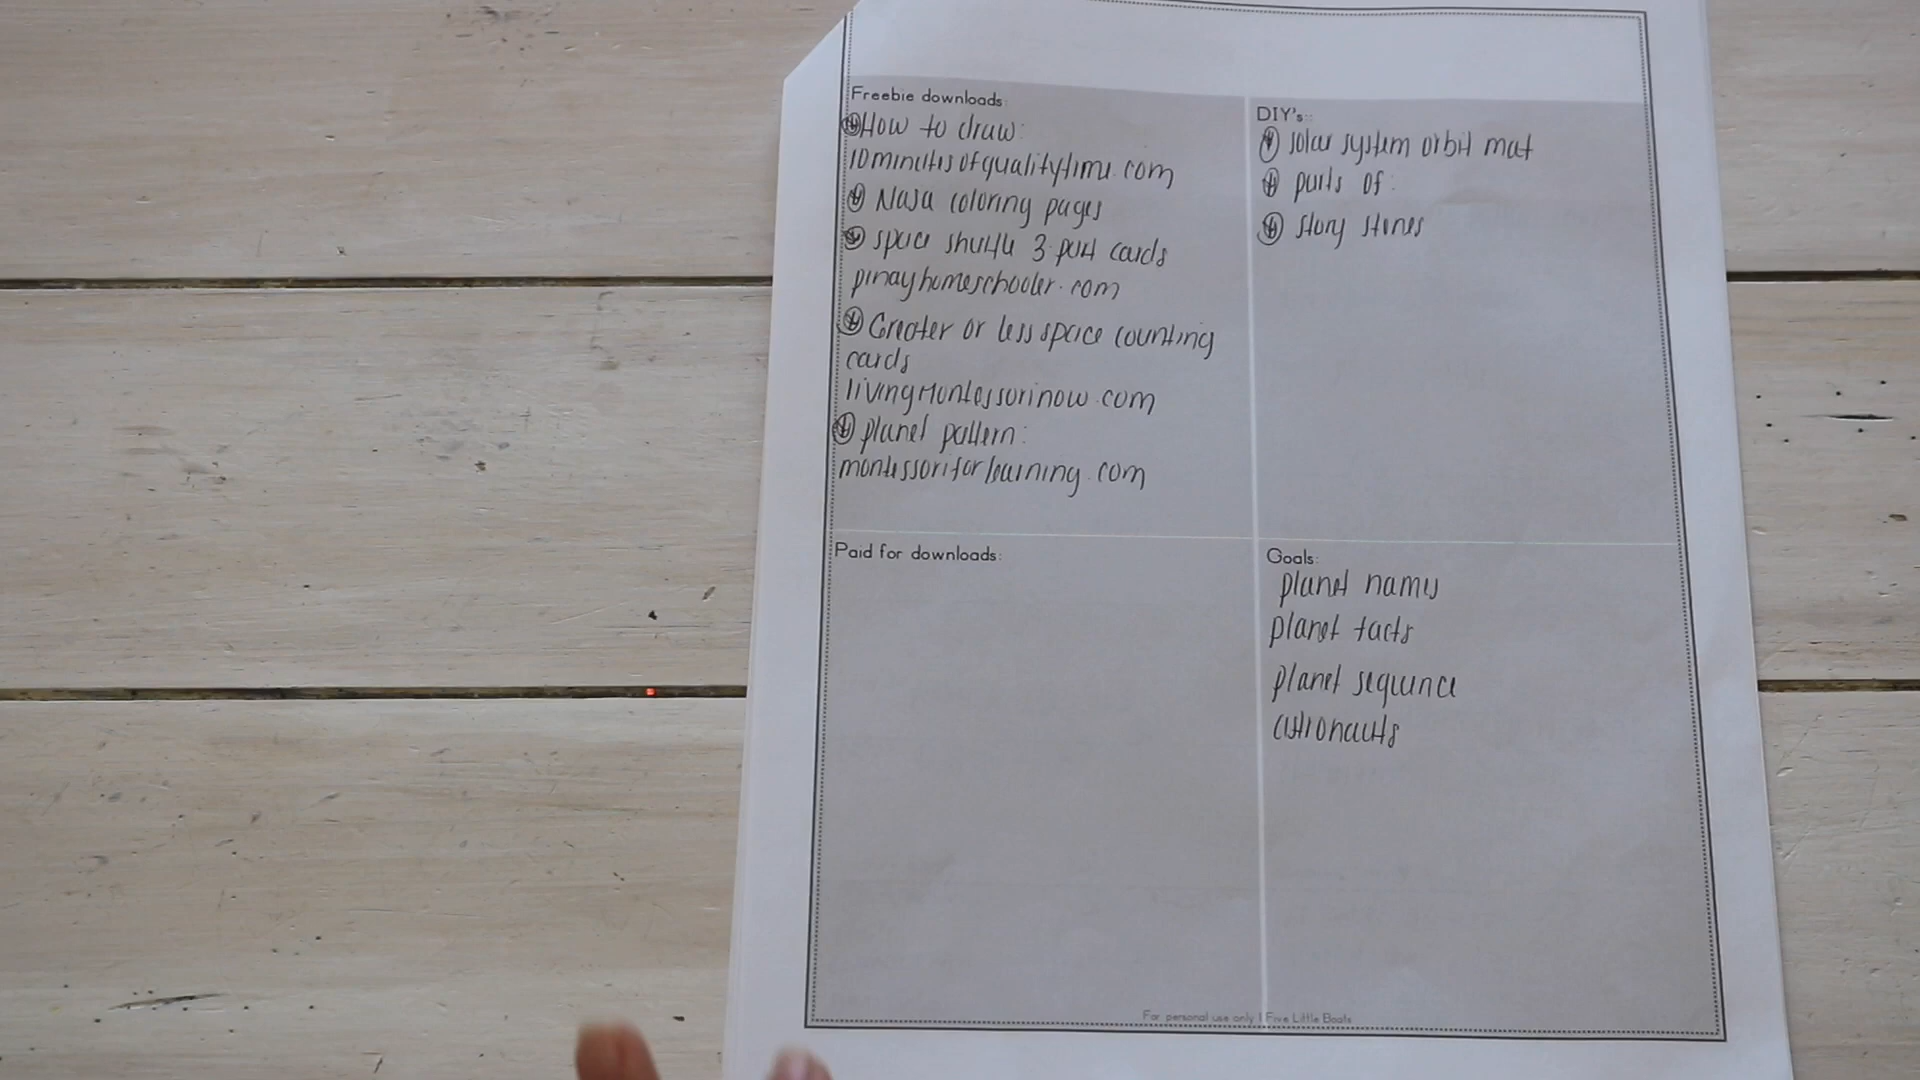 Freebie downloads:
How to draw:
10minutesofqualitytime.com
Nasa coloring pages
space shuttle 3-part cards
pinayhomeschooler.com
Greater or less space counting
cards
livingMontessorinow.com
planet pattern:
montessoriforlearning.com
DIY's:
solar system orbit mat
parts of:
story stones
Paid for downloads:
Goals:
planet names
planet facts
planet sequence
astronauts
For personal use only | Five Little Boats